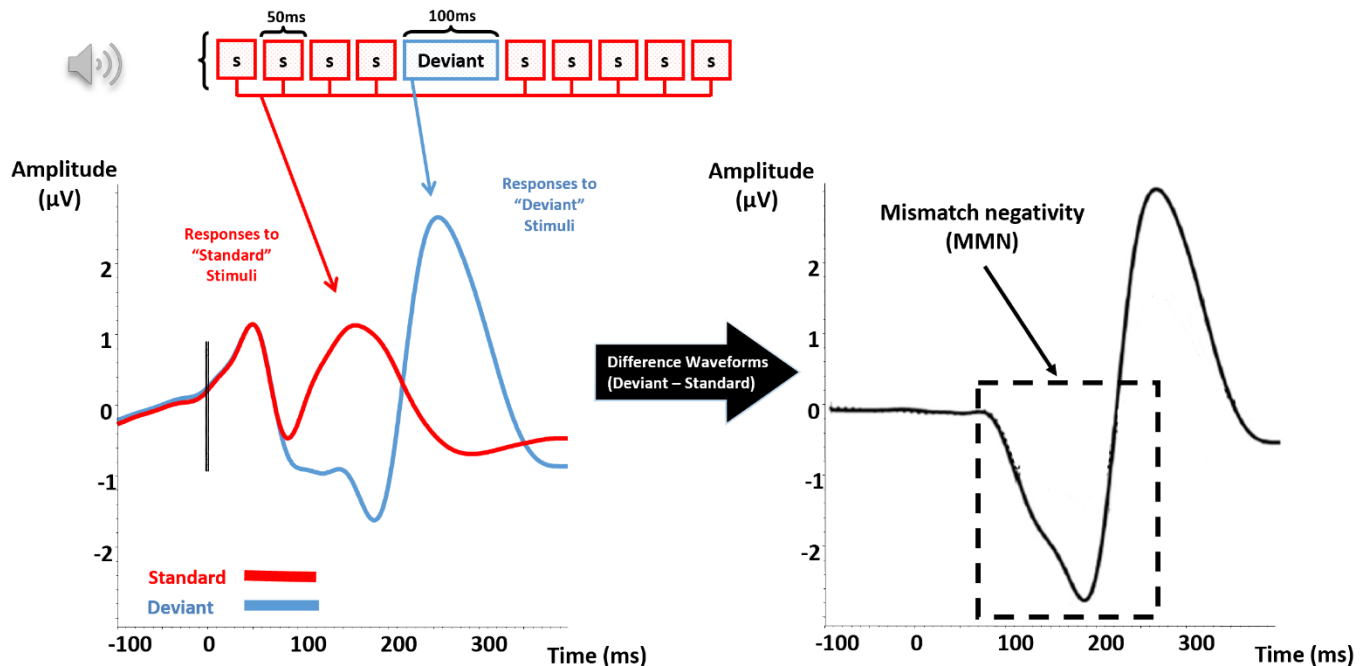 50ms
100ms
s
s
s
s
Deviant
s
s
s
s
s
Amplitude
(µV)
Responses to
“Standard”
Stimuli
Responses to
“Deviant”
Stimuli
2
1
0
-1
-2
Standard
Deviant
-100
0
100
200
300
Time (ms)
Difference Waveforms
(Deviant – Standard)
Amplitude
(µV)
Mismatch negativity
(MMN)
2
1
0
-1
-2
-100
0
100
200
300
Time (ms)